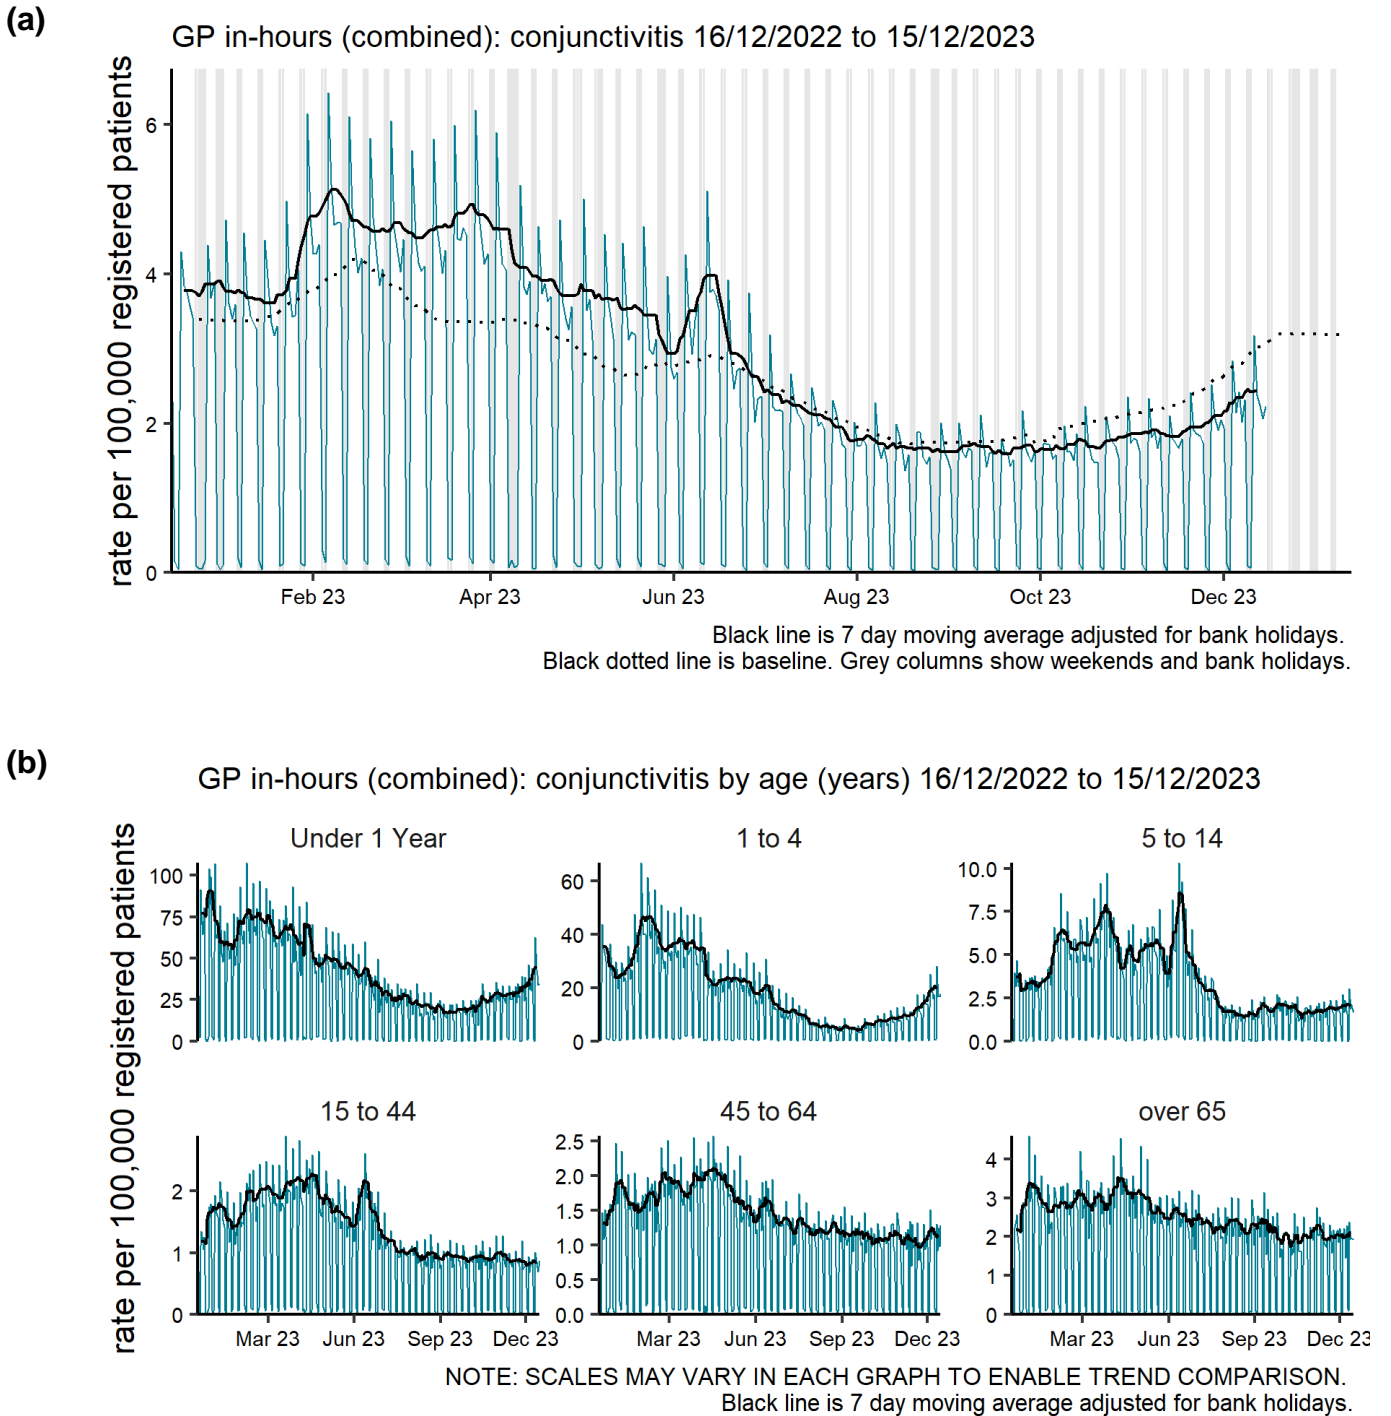 (a)
GP in-hours (combined): conjunctivitis 16/12/2022 to 15/12/2023
rate per 100,000 registered patients
6
4
2
0
Feb 23 Apr 23 Jun 23 Aug 23 Oct 23 Dec 23
Black line is 7 day moving average adjusted for bank holidays.
Black dotted line is baseline. Grey columns show weekends and bank holidays.
(b)
GP in-hours (combined): conjunctivitis by age (years) 16/12/2022 to 15/12/2023
rate per 100,000 registered patients
Under 1 Year
100
75
50
25
0
1 to 4
60
40
20
0
5 to 14
10.0
7.5
5.0
2.5
0.0
15 to 44
2
1
0
Mar 23 Jun 23 Sep 23 Dec 23
45 to 64
2.5
2.0
1.5
1.0
0.5
0.0
Mar 23 Jun 23 Sep 23 Dec 23
over 65
4
3
2
1
0
Mar 23 Jun 23 Sep 23 Dec 23
NOTE: SCALES MAY VARY IN EACH GRAPH TO ENABLE TREND COMPARISON.
Black line is 7 day moving average adjusted for bank holidays.